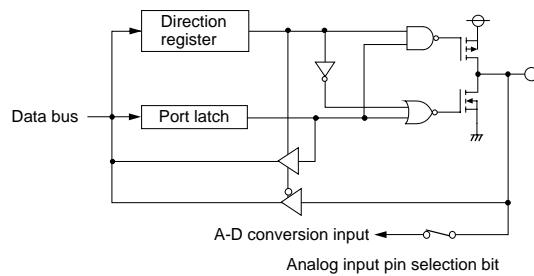 Direction
register
Data bus
Port latch
A-D conversion input
Analog input pin selection bit